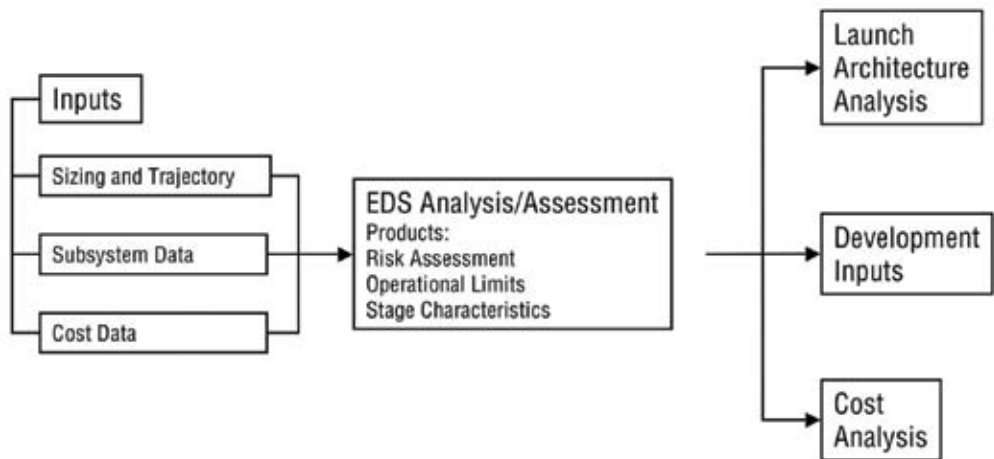 Inputs
Sizing and Trajectory
Subsystem Data
Cost Data
EDS Analysis/Assessment
Products:
Risk Assessment
Operational Limits
Stage Characteristics
Launch
Architecture
Analysis
Development
Inputs
Cost
Analysis